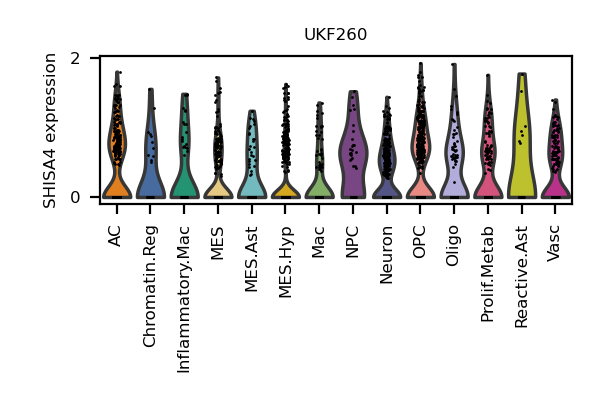 UKF260
SHISA4 expression
2
0
AC
Chromatin.Reg
Inflammatory.Mac
MES
MES.Ast
MES.Hyp
Mac
NPC
Neuron
OPC
Oligo
Prolif.Metab
Reactive.Ast
Vasc